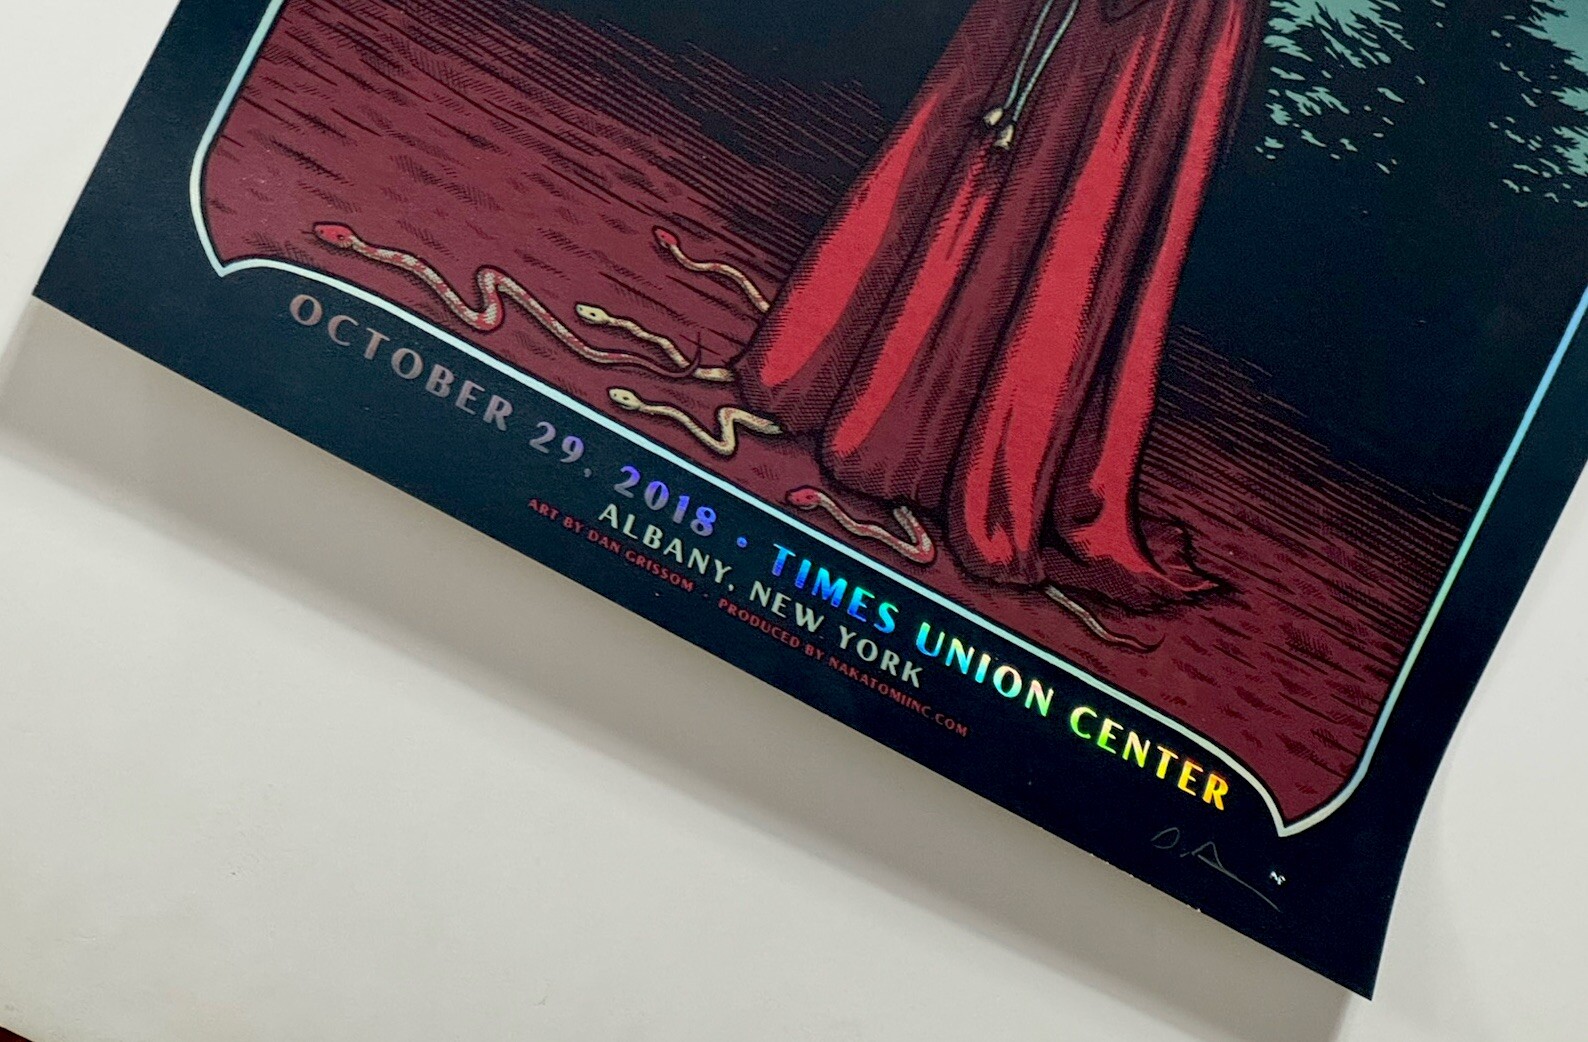 OCTOBER 29, 2018 • TIMES UNION CENTER
ALBANY, NEW YORK
ART BY DAN GRISSOM - PRODUCED BY NAKATOMIINC.COM